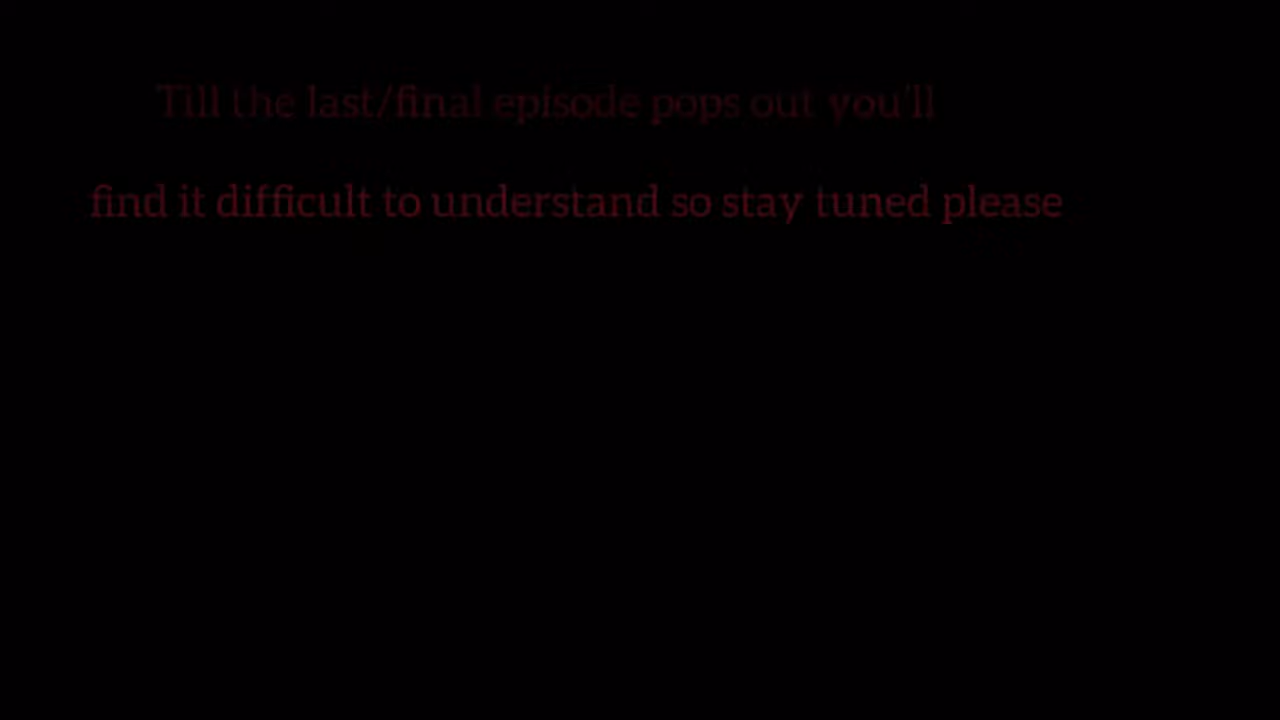 Till the last/final episode pops out you'll
find it difficult to understand so stay tuned please